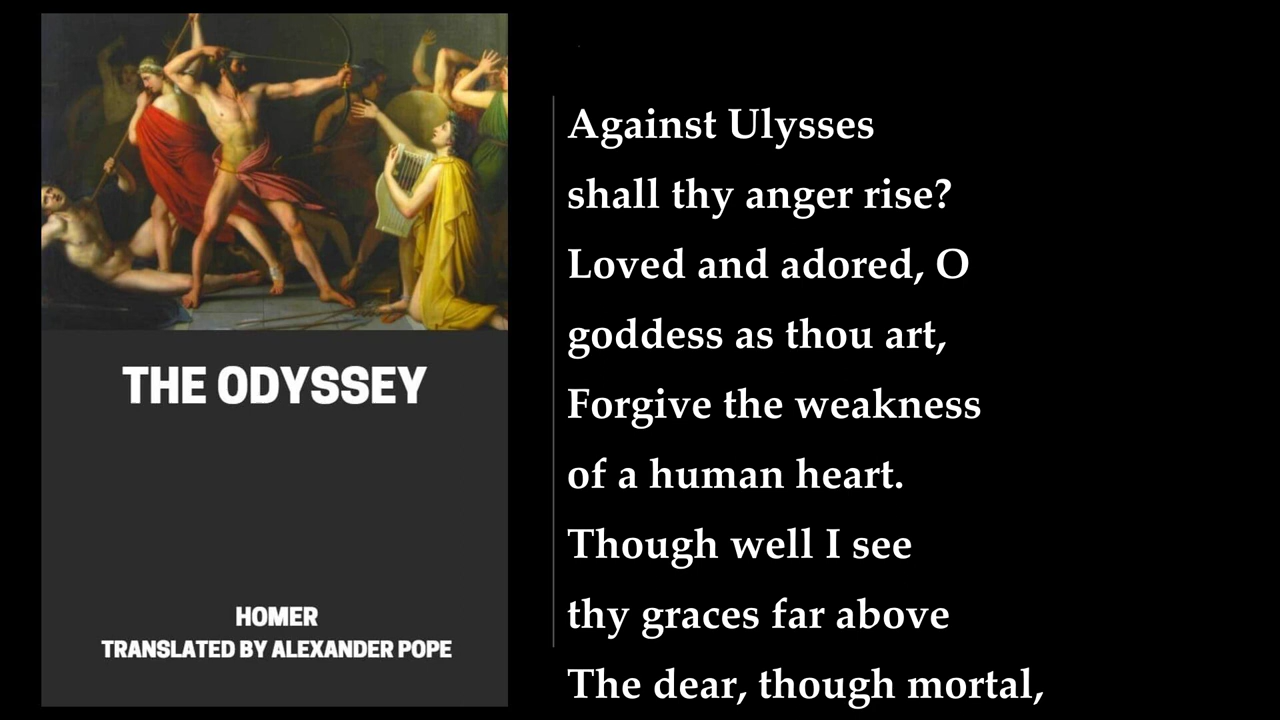 THE ODYSSEY
HOMER
TRANSLATED BY ALEXANDER POPE
Against Ulysses
shall thy anger rise?
Loved and adored, O
goddess as thou art,
Forgive the weakness
of a human heart.
Though well I see
thy graces far above
The dear, though mortal,